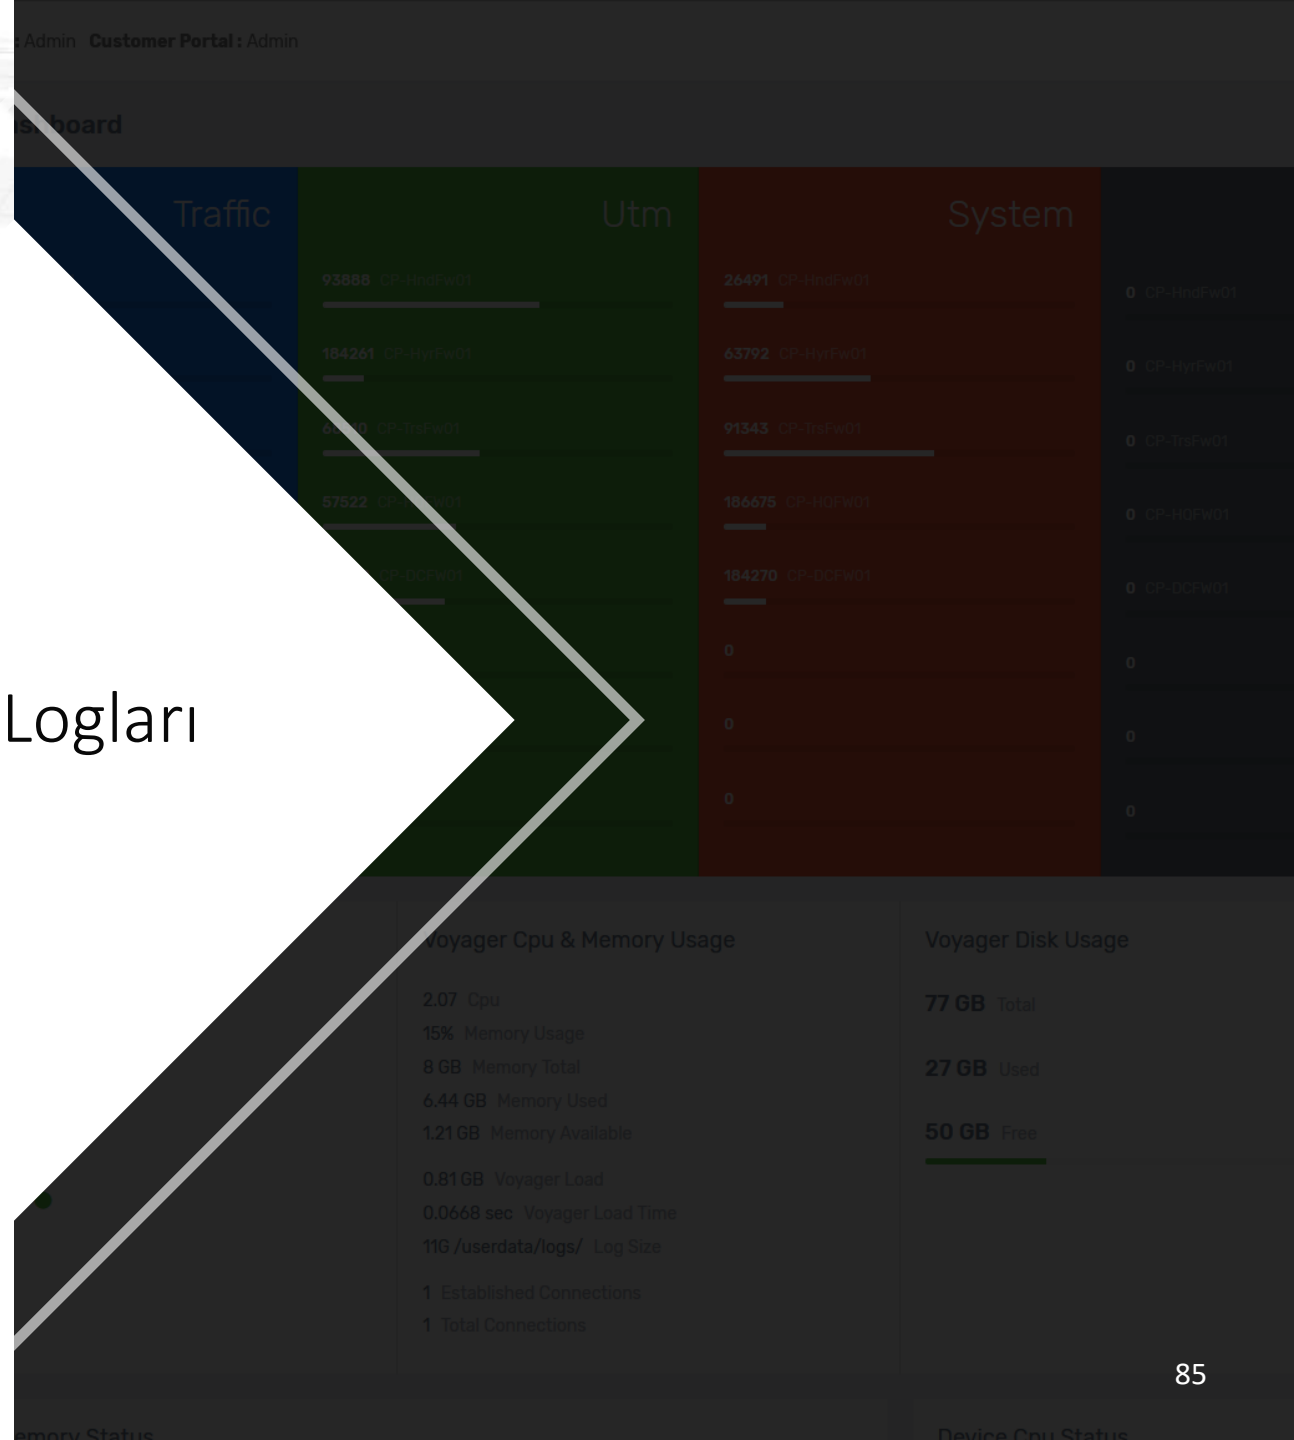 : Admin Customer Portal : Admin
board
Traffic
Utm
System
93888 CP-HndFw01
184261 CP-HyrFw01
CP-TrsFw01
57522
CP-DCFW01
26491 CP-HndFw01
63792 CP-HyrFw01
91343 CP-TrsFw01
186675 CP-HOFW01
184270 CP-DCFW01
0
0
0
0 CP-HndFw01
0 CP-HyrFw01
0 CP-TrsFw01
0 CP-HOFW01
0 CP-DCFW01
0
0
0
Logları
Voyager Cpu & Memory Usage
2.07 Cpu
15% Memory Usage
8 GB Memory Total
6.44 GB Memory Used
1.21 GB Memory Available
0.81 GB Voyager Load
0.0668 sec Voyager Load Time
11G /userdata/logs/ Log Size
1 Established Connections
1 Total Connections
Voyager Disk Usage
77 GB Total
27 GB Used
50 GB Free
85
emory Status
Device Cpu Status